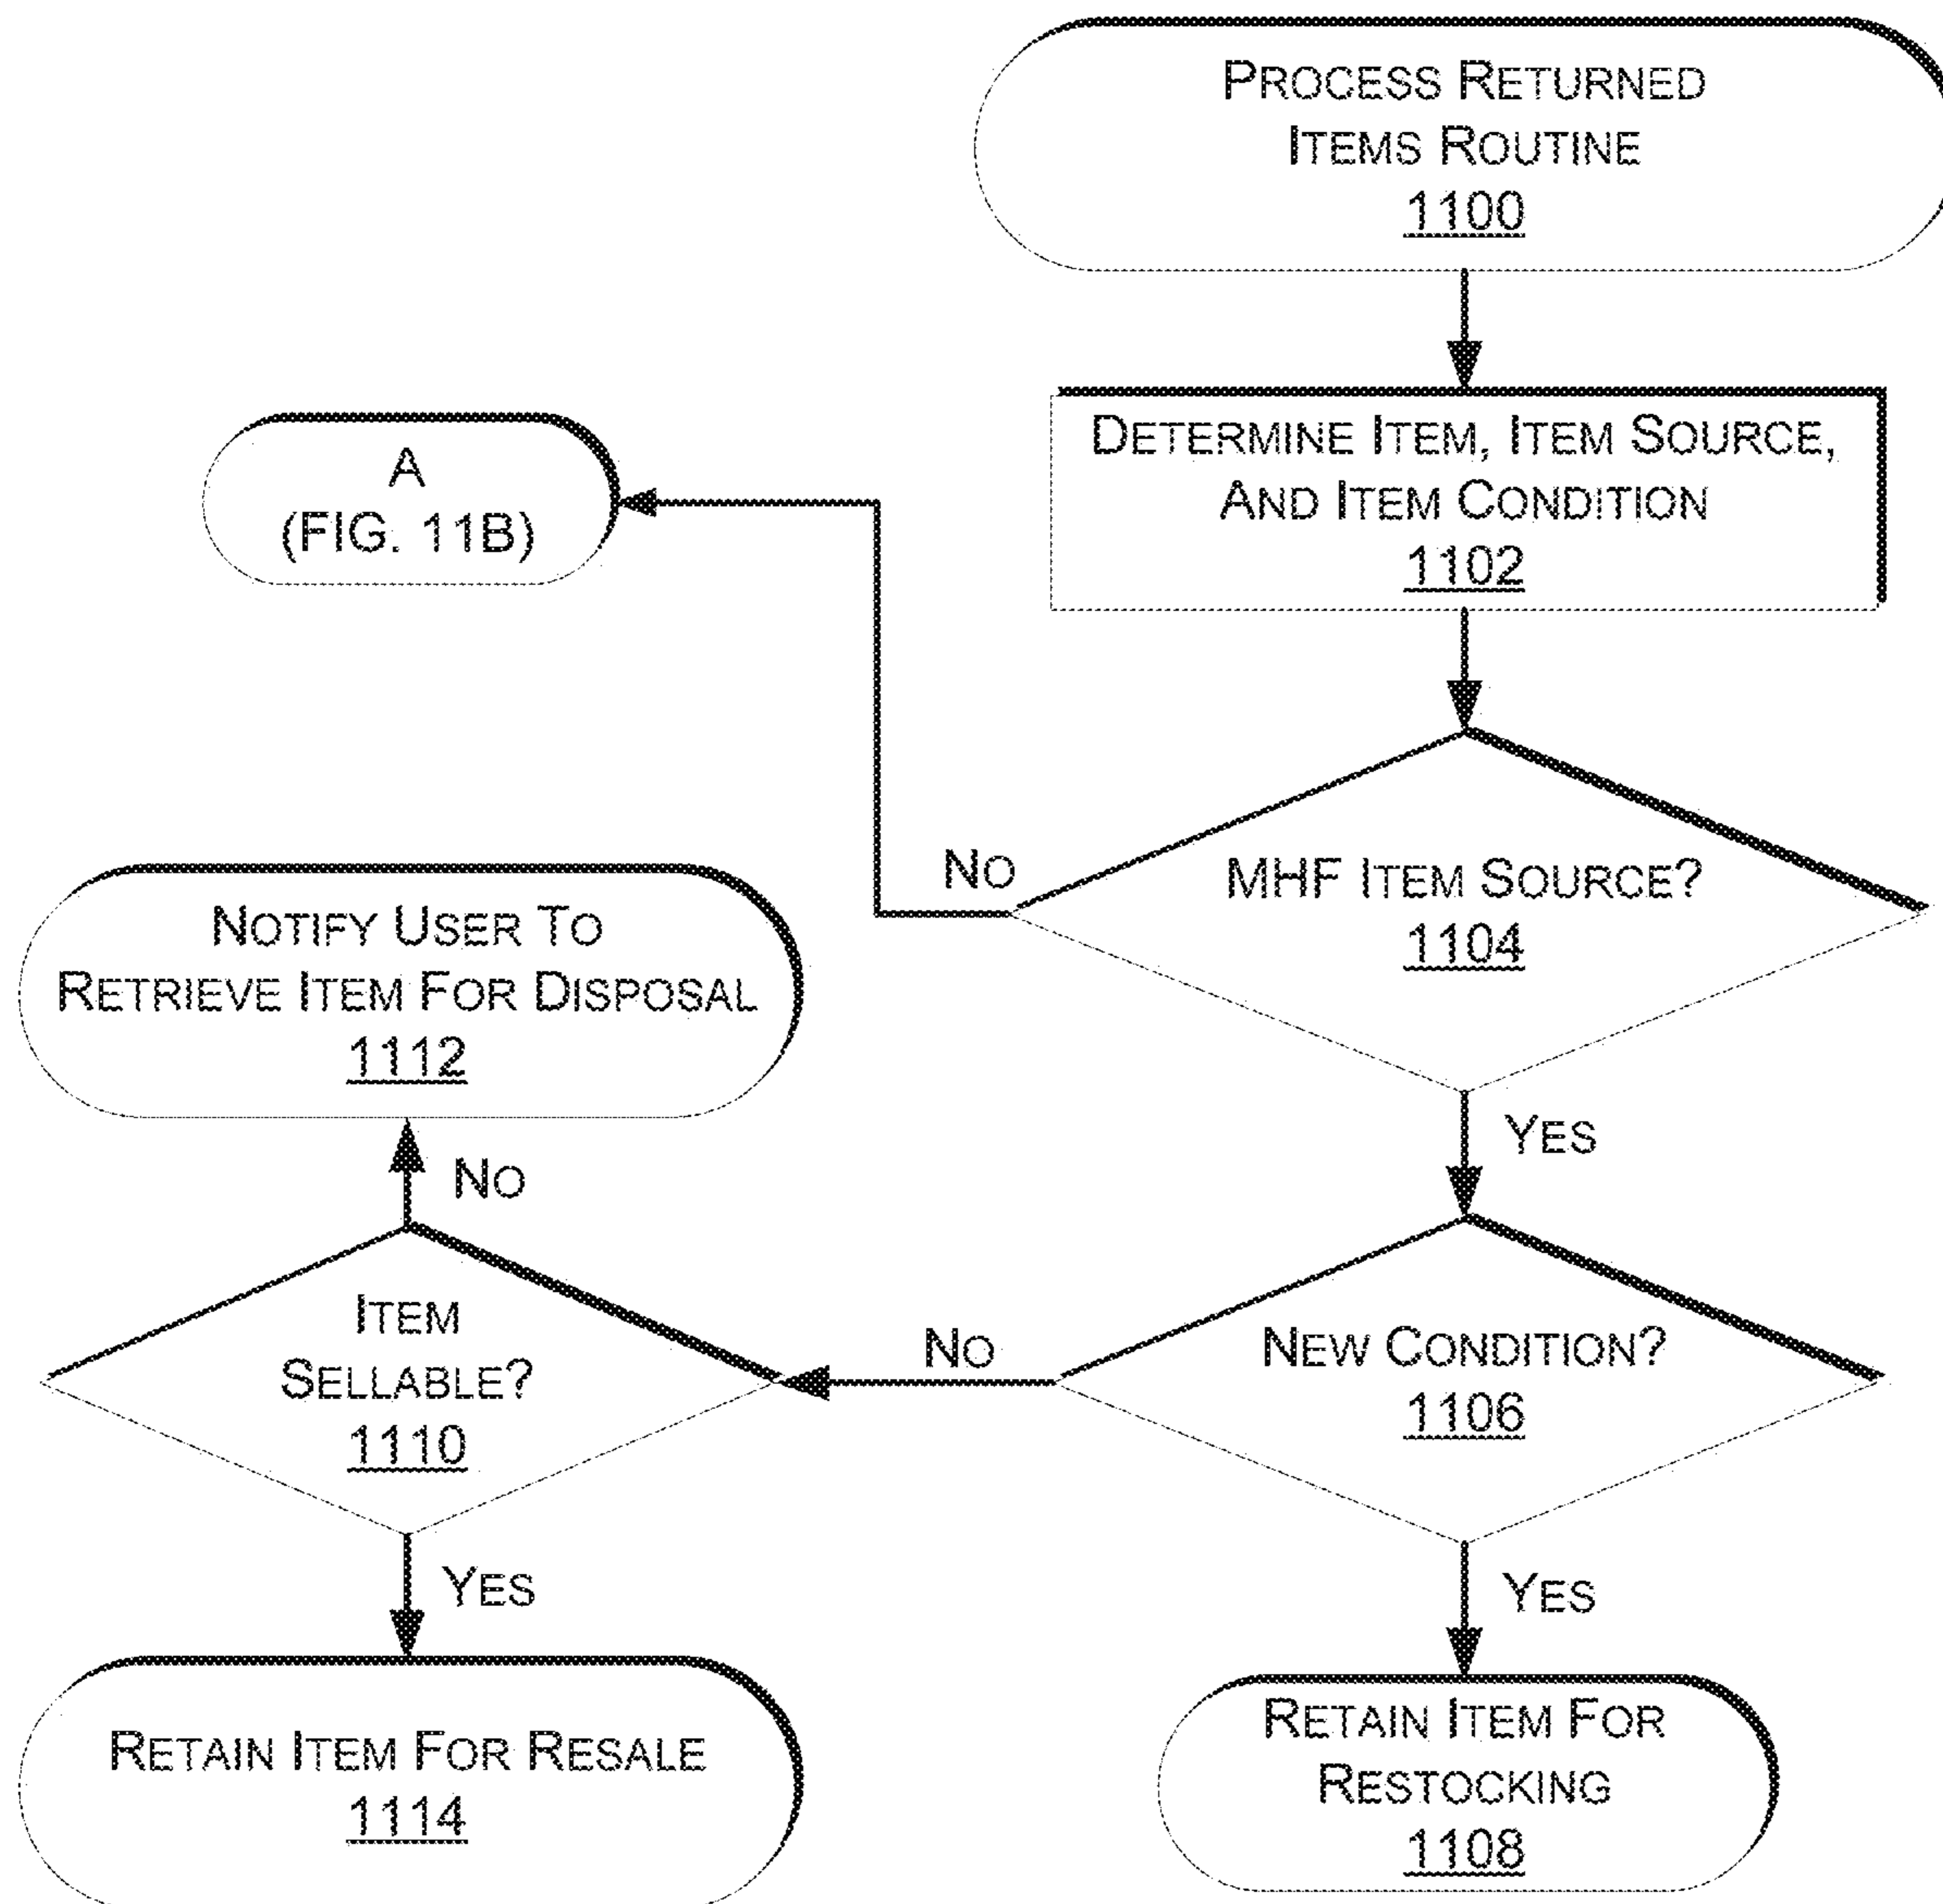 PROCESS RETURNED
ITEMS ROUTINE
1100
DETERMINE ITEM, ITEM SOURCE,
AND ITEM CONDITION
1102
A
(FIG. 11B)
NO
MHF ITEM SOURCE?
1104
NOTIFY USER TO
RETRIEVE ITEM FOR DISPOSAL
1112
YES
NO
ITEM
SELLABLE?
1110
NO
NEW CONDITION?
1106
YES
YES
RETAIN ITEM FOR RESALE
1114
RETAIN ITEM FOR
RESTOCKING
1108